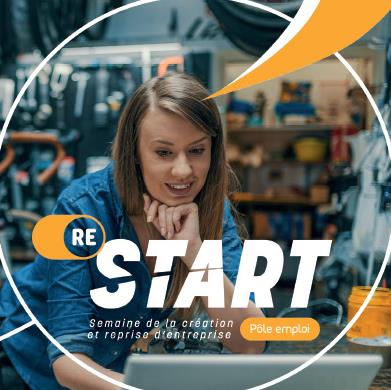 RE
START
Semaine de la création
et reprise d'entreprise
Pôle emploi